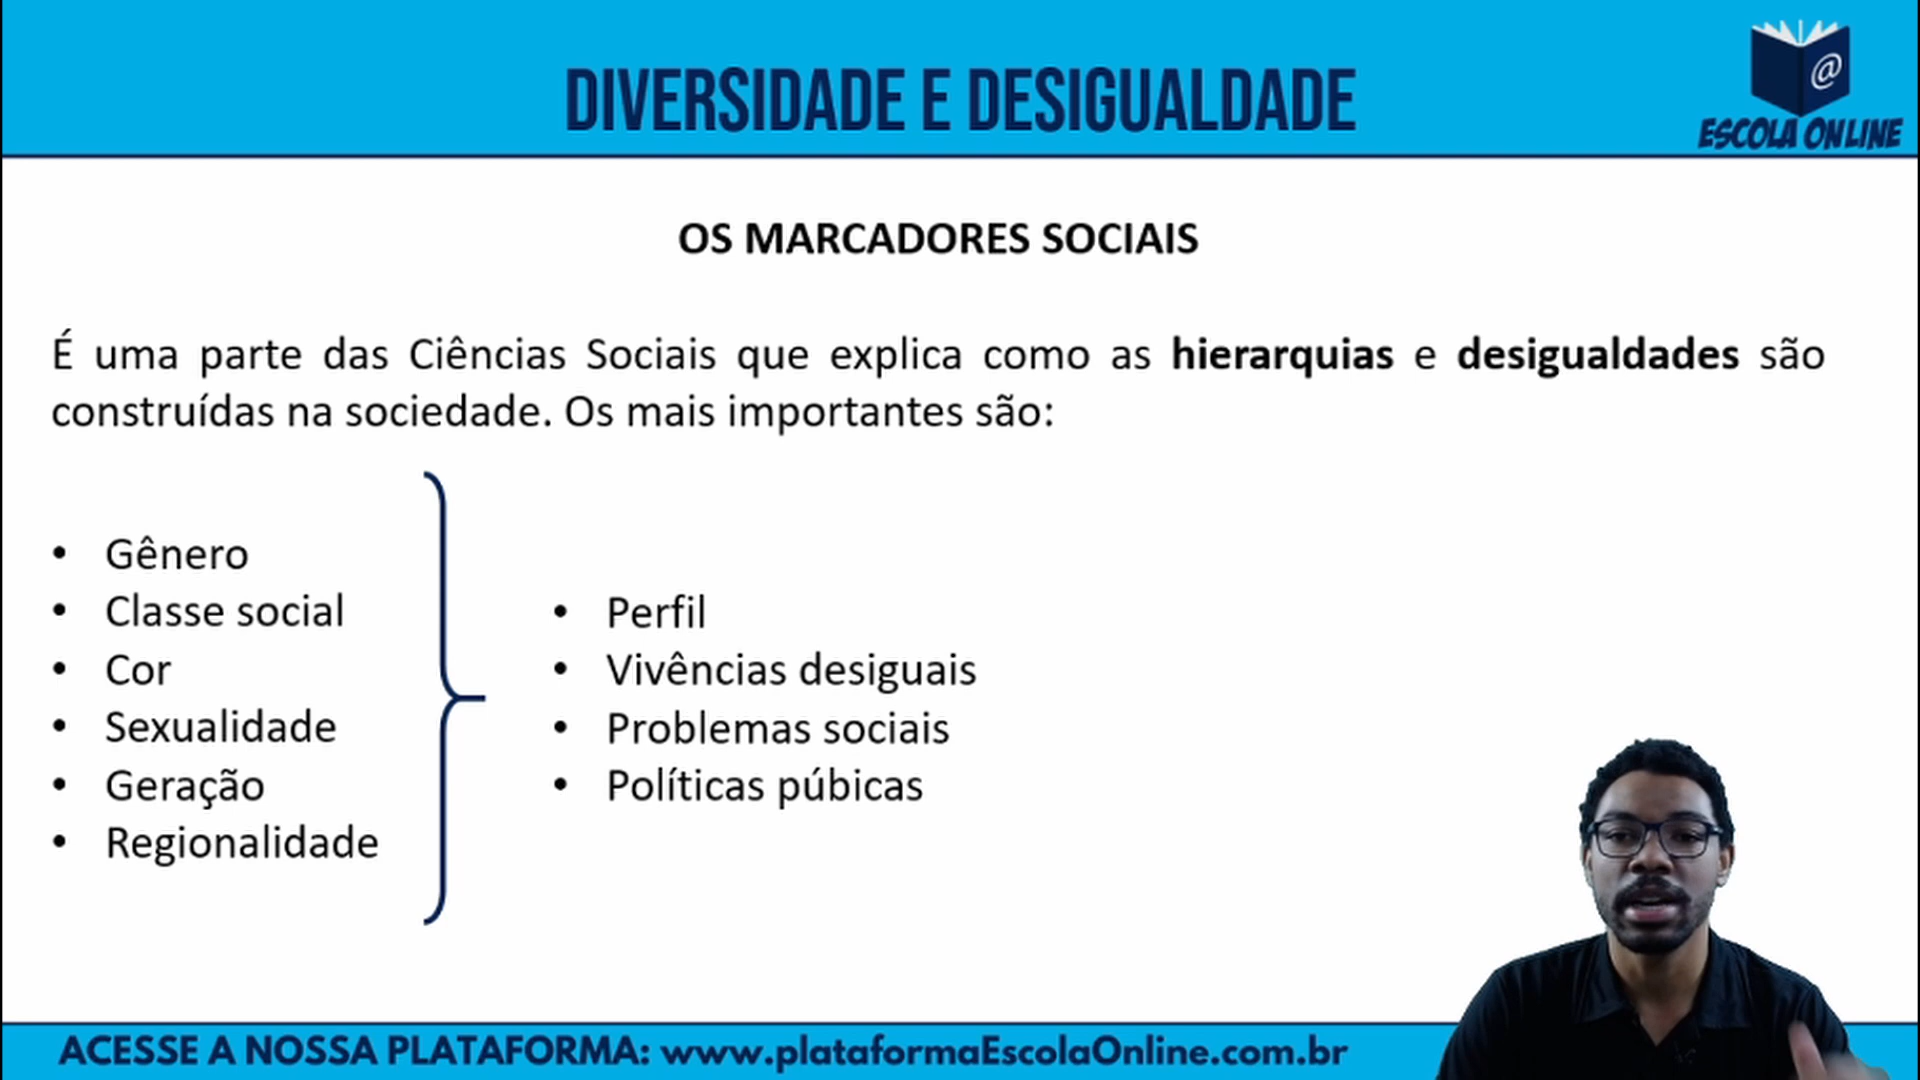 DIVERSIDADE E DESIGUALDADE
@
ESCOLA ONLINE
OS MARCADORES SOCIAIS
É uma parte das Ciências Sociais que explica como as hierarquias e desigualdades são
construídas na sociedade. Os mais importantes são:
• Gênero
• Classe social
• Cor
• Sexualidade
• Geração
• Regionalidade
• Perfil
• Vivências desiguais
• Problemas sociais
• Políticas púbicas
ACESSE A NOSSA PLATAFORMA: www.plataformaEscolaOnline.com.br